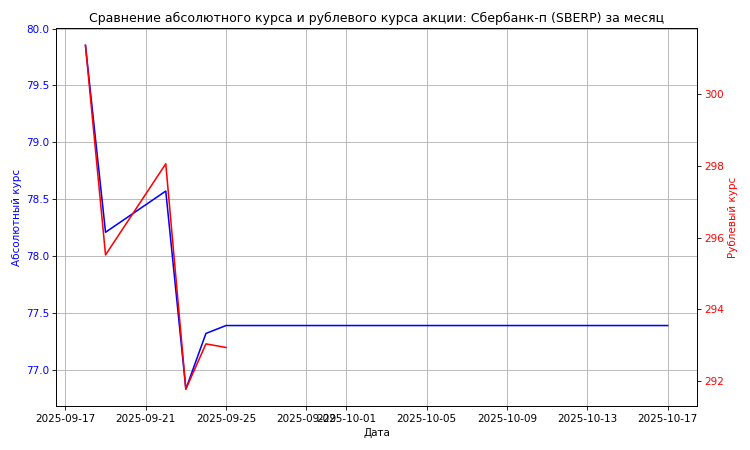 Сравнение абсолютного курса и рублевого курса акции: Сбербанк-п (SBERP) за месяц
80.0
79.5
79.0
78.5
78.0
77.5
77.0
Абсолютный курс
300
298
296
294
292
Рублевый курс
2025-09-17 2025-09-21 2025-09-25 2025-09-29 2025-10-01 2025-10-05 2025-10-09 2025-10-13 2025-10-17
Дата